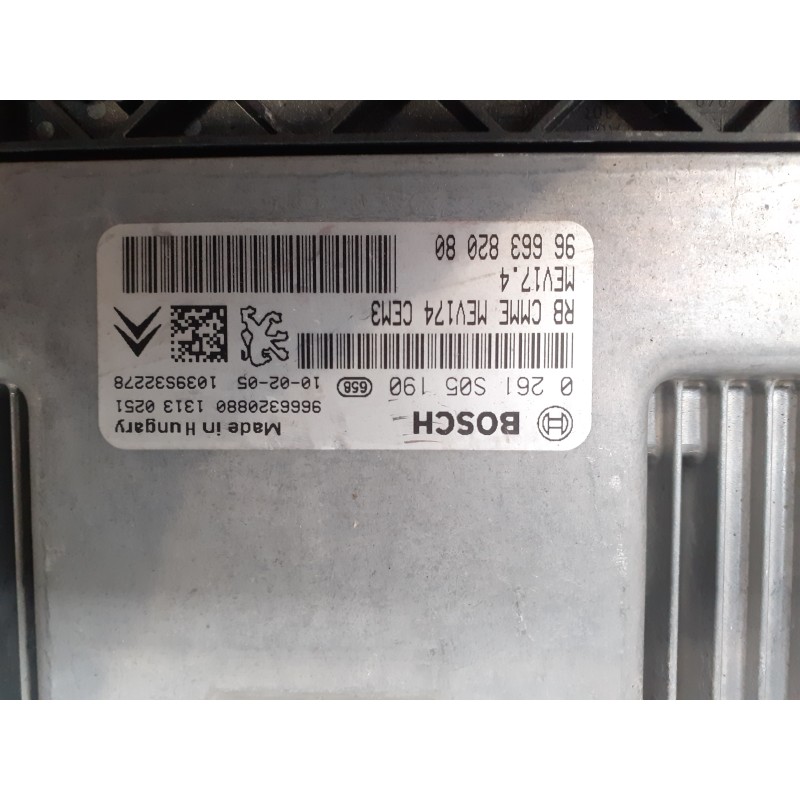 BOSCH
Made in Hungary
9666320880 1313 0251
0 261 S05 190 658 10-02-05 1039S32278
RB CMME MEV174 CEM3
MEV17.4
96 663 820 80